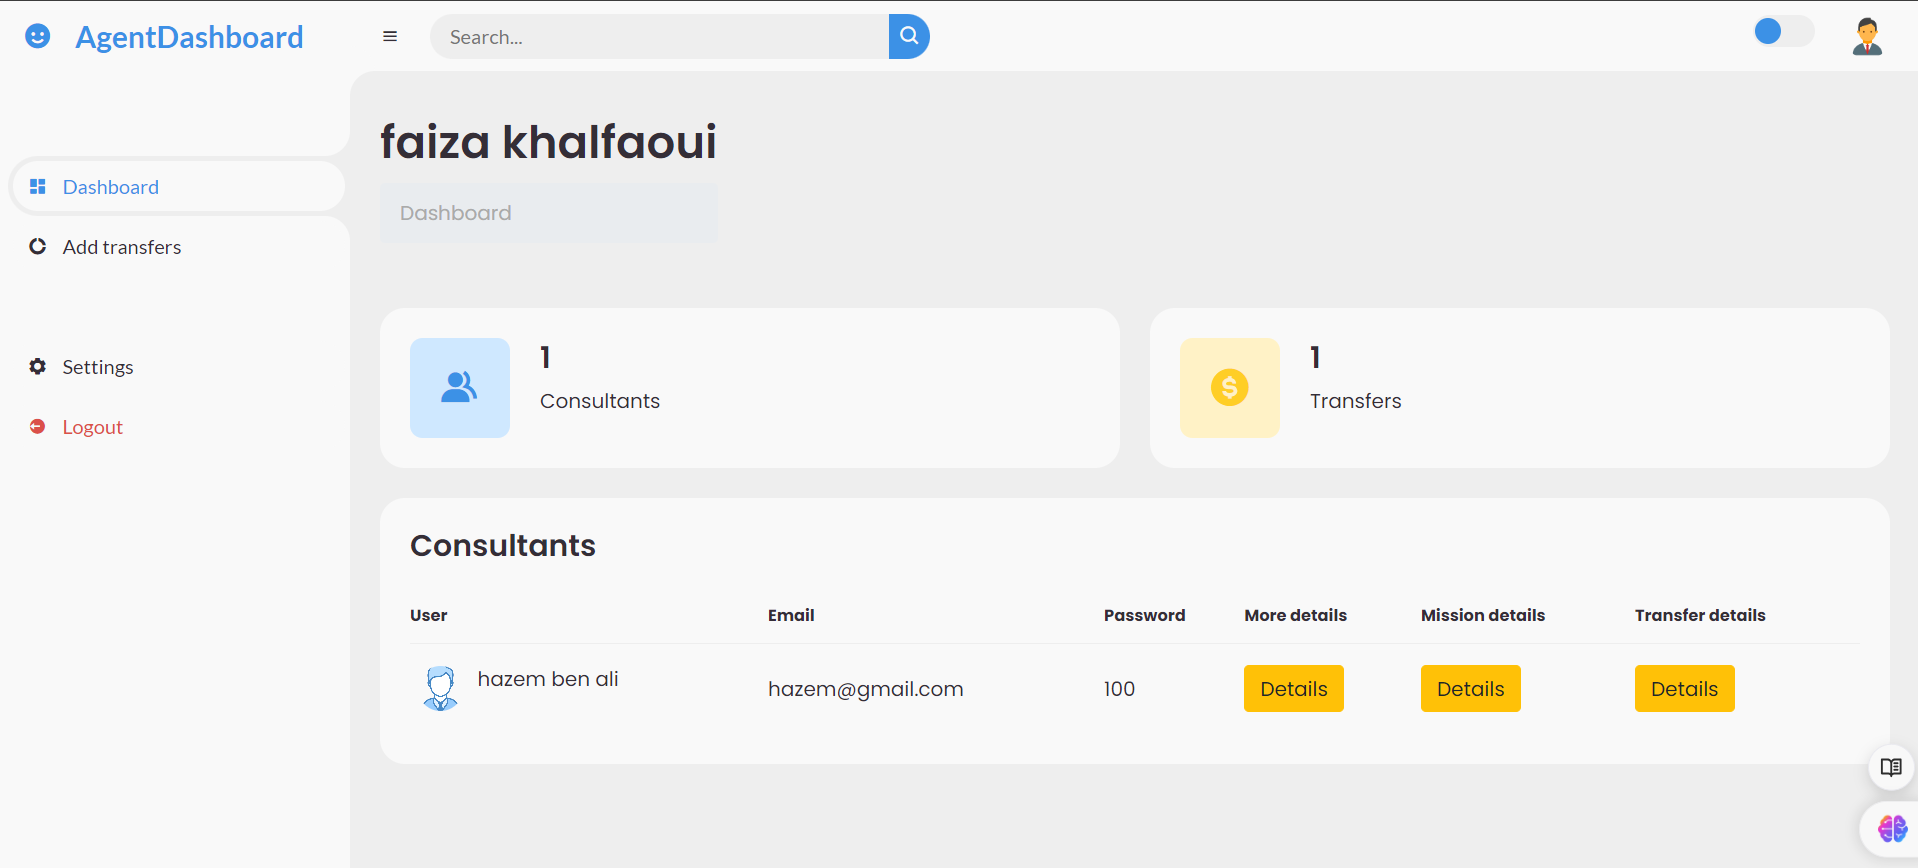 AgentDashboard
Search...
Dashboard
Add transfers
Settings
Logout
faiza khalfaoui
Dashboard
1
Consultants
1
Transfers
Consultants
User Email Password More details Mission details Transfer details
hazem ben ali hazem@gmail.com 100 Details Details Details